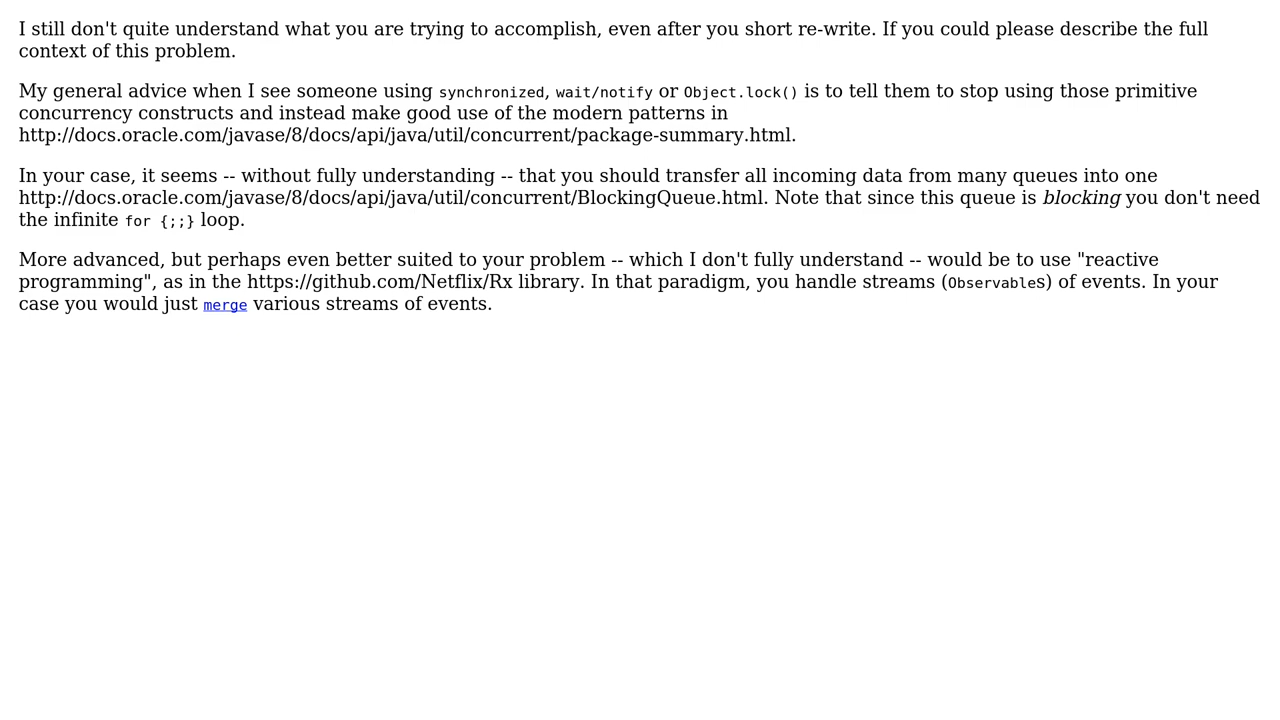 I still don't quite understand what you are trying to accomplish, even after you short re-write. If you could please describe the full
context of this problem.
My general advice when I see someone using synchronized, wait/notify or Object.lock() is to tell them to stop using those primitive
concurrency constructs and instead make good use of the modern patterns in
http://docs.oracle.com/javase/8/docs/api/java/util/concurrent/package-summary.html.
In your case, it seems -- without fully understanding -- that you should transfer all incoming data from many queues into one
http://docs.oracle.com/javase/8/docs/api/java/util/concurrent/BlockingQueue.html. Note that since this queue is blocking you don't need
the infinite for {;;} loop.
More advanced, but perhaps even better suited to your problem -- which I don't fully understand -- would be to use "reactive
programming", as in the https://github.com/Netflix/Rx library. In that paradigm, you handle streams (Observables) of events. In your
case you would just merge various streams of events.